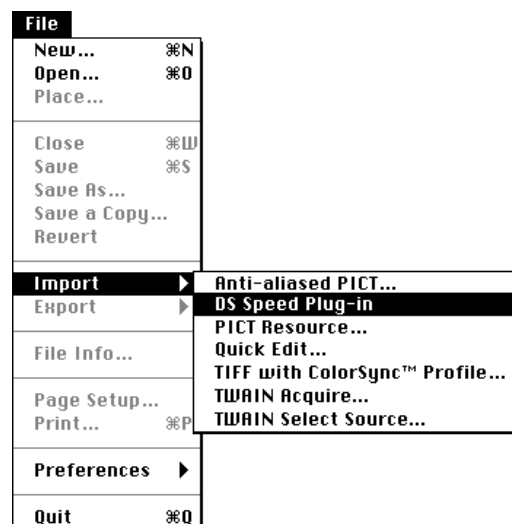 File
New... ⌘N
Open... ⌘O
Place...
Close ⌘W
Save ⌘S
Save As...
Save a Copy...
Revert
Import
Export
File Info...
Page Setup...
Print... ⌘P
Preferences
Quit ⌘Q
Anti-aliased PICT...
DS Speed Plug-in
PICT Resource...
Quick Edit...
TIFF with ColorSync™ Profile...
TWAIN Acquire...
TWAIN Select Source...